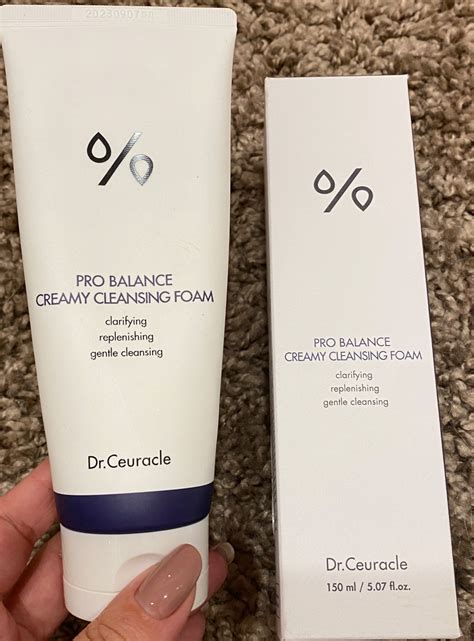 %
PRO BALANCE
CREAMY CLEANSING FOAM
clarifying
replenishing
gentle cleansing
Dr.Ceuracle
%
PRO BALANCE
CREAMY CLEANSING FOAM
clarifying
replenishing
gentle cleansing
Dr.Ceuracle
150 ml / 5.07 fl.oz.